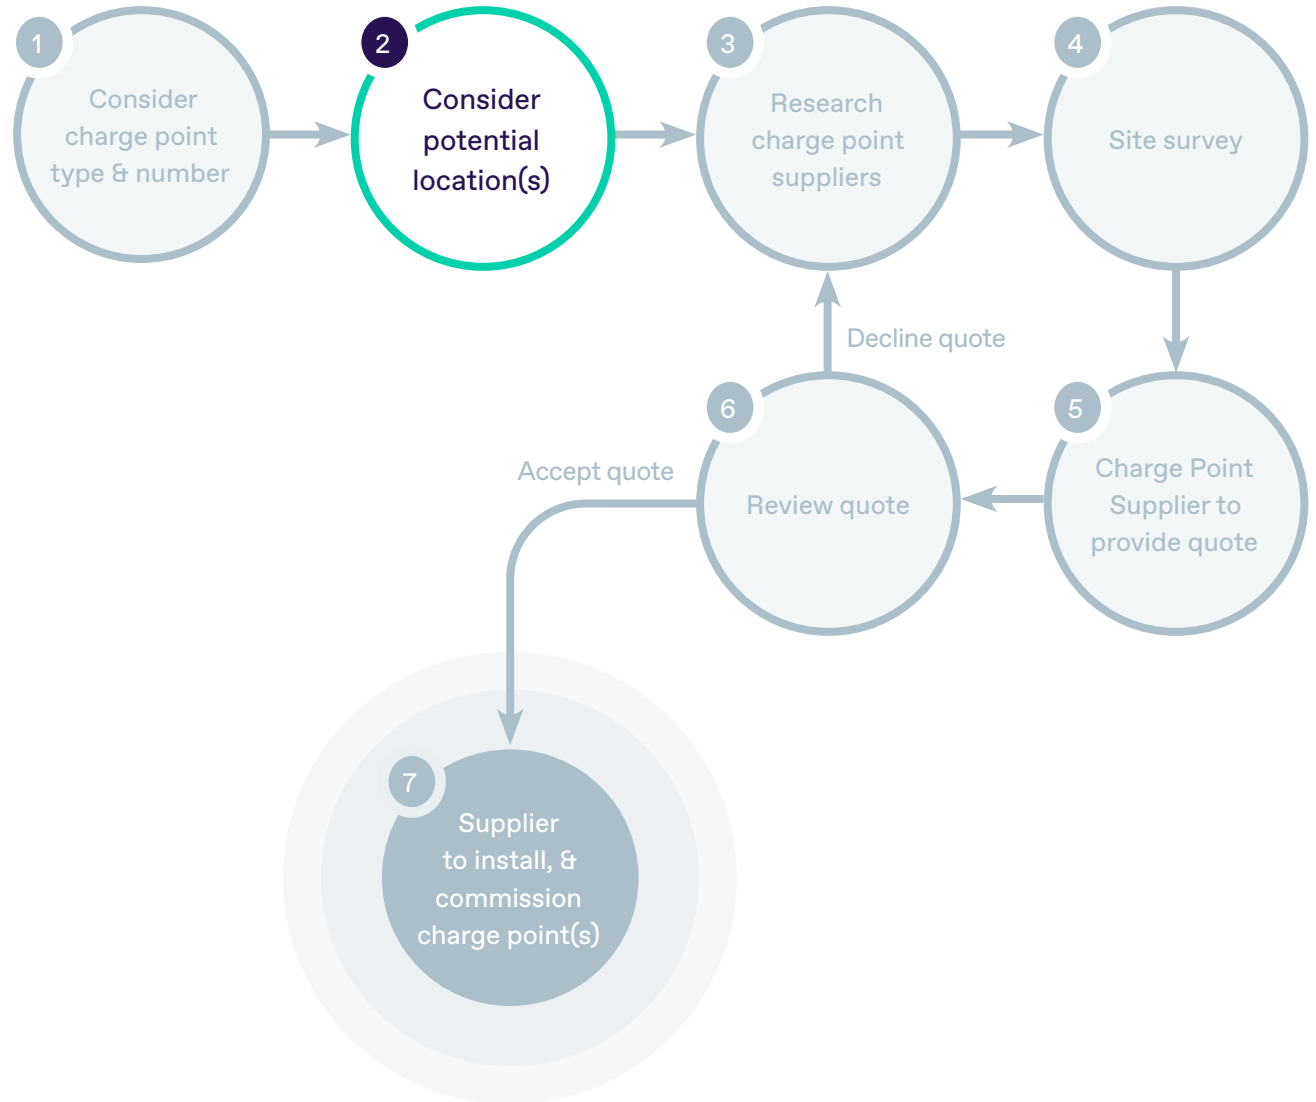 1
Consider
charge point
type & number
2
Consider
potential
location(s)
3
Research
charge point
suppliers
4
Site survey
Decline quote
5
Charge Point
Supplier to
provide quote
6
Review quote
Accept quote
7
Supplier
to install, &
commission
charge point(s)